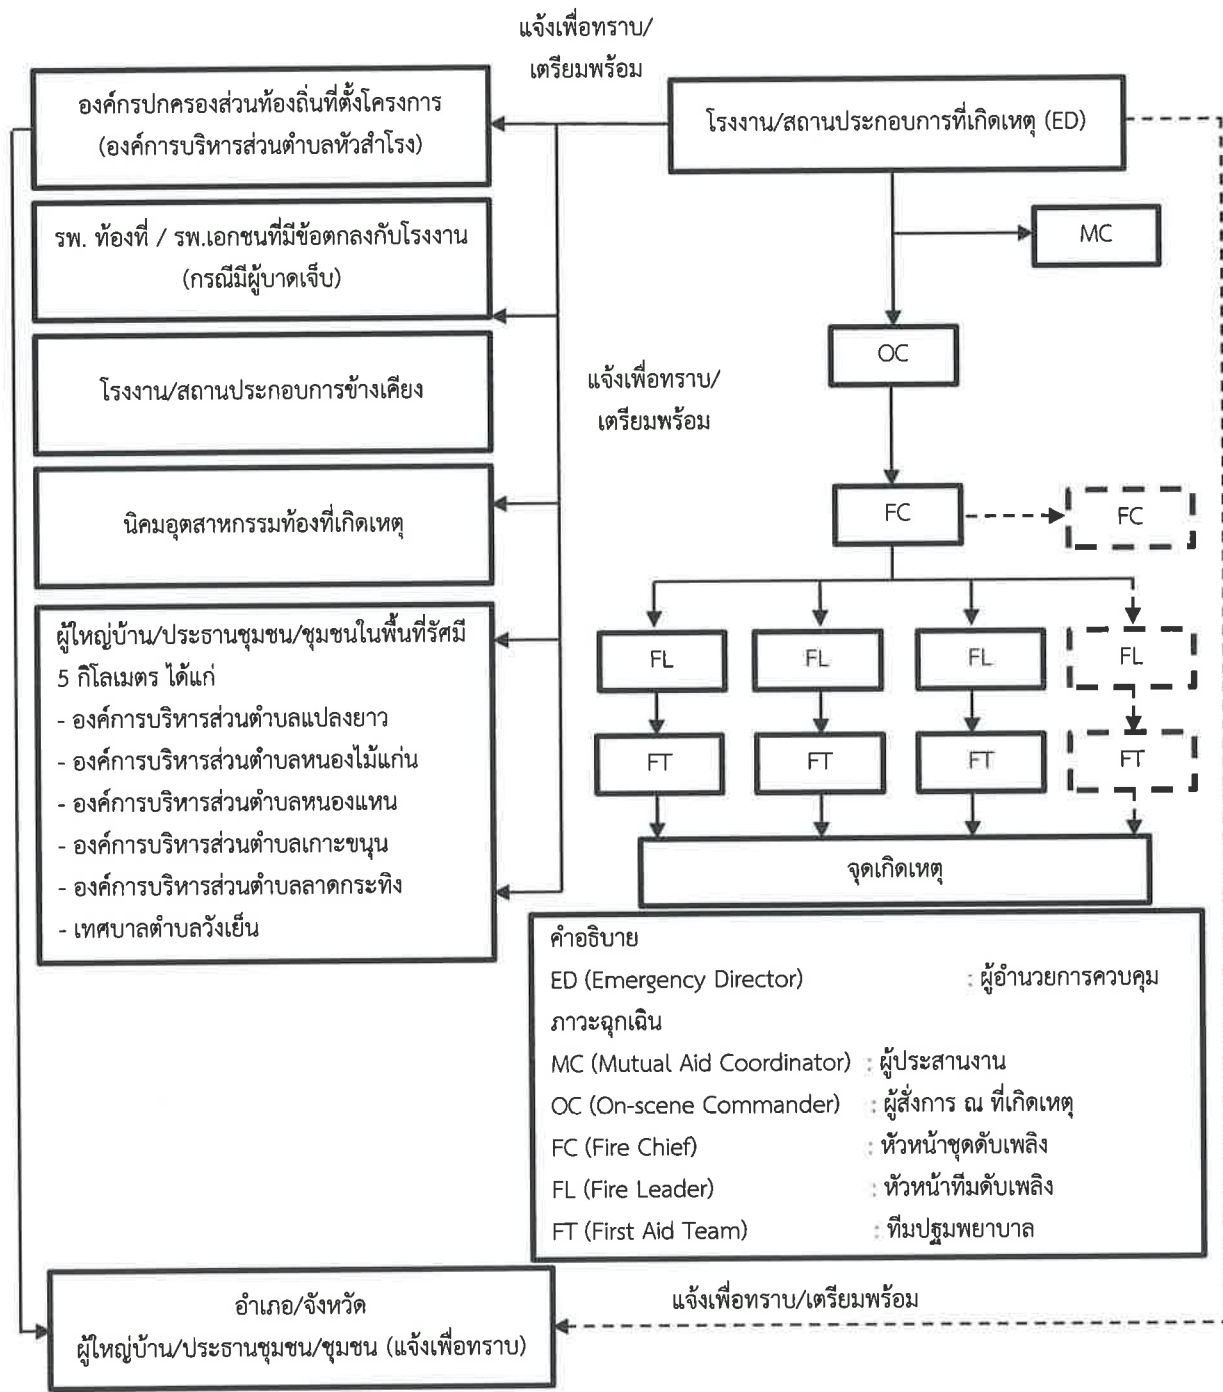 แจ้งเพื่อทราบ/
เตรียมพร้อม
องค์กรปกครองส่วนท้องถิ่นที่ตั้งโครงการ
(องค์การบริหารส่วนตำบลหัวสำโรง)
โรงงาน/สถานประกอบการที่เกิดเหตุ (ED)
รพ. ท้องที่ / รพ.เอกชนที่มีข้อตกลงกับโรงงาน
(กรณีมีผู้บาดเจ็บ)
MC
โรงงาน/สถานประกอบการข้างเคียง
OC
แจ้งเพื่อทราบ/
เตรียมพร้อม
นิคมอุตสาหกรรมท้องที่เกิดเหตุ
FC
FC
ผู้ใหญ่บ้าน/ประธานชุมชน/ชุมชนในพื้นที่รัศมี
5 กิโลเมตร ได้แก่
- องค์การบริหารส่วนตำบลแปลงยาว
- องค์การบริหารส่วนตำบลหนองไม้แก่น
- องค์การบริหารส่วนตำบลหนองแหน
- องค์การบริหารส่วนตำบลเกาะขนุน
- องค์การบริหารส่วนตำบลลาดกระทิง
- เทศบาลตำบลวังเย็น
FL
FL
FL
FL
FT
FT
FT
FT
จุดเกิดเหตุ
คำอธิบาย
ED (Emergency Director) : ผู้อำนวยการควบคุม
ภาวะฉุกเฉิน
MC (Mutual Aid Coordinator) : ผู้ประสานงาน
OC (On-scene Commander) : ผู้สั่งการ ณ ที่เกิดเหตุ
FC (Fire Chief) : หัวหน้าชุดดับเพลิง
FL (Fire Leader) : หัวหน้าทีมดับเพลิง
FT (First Aid Team) : ทีมปฐมพยาบาล
แจ้งเพื่อทราบ/เตรียมพร้อม
อำเภอ/จังหวัด
ผู้ใหญ่บ้าน/ประธานชุมชน/ชุมชน (แจ้งเพื่อทราบ)